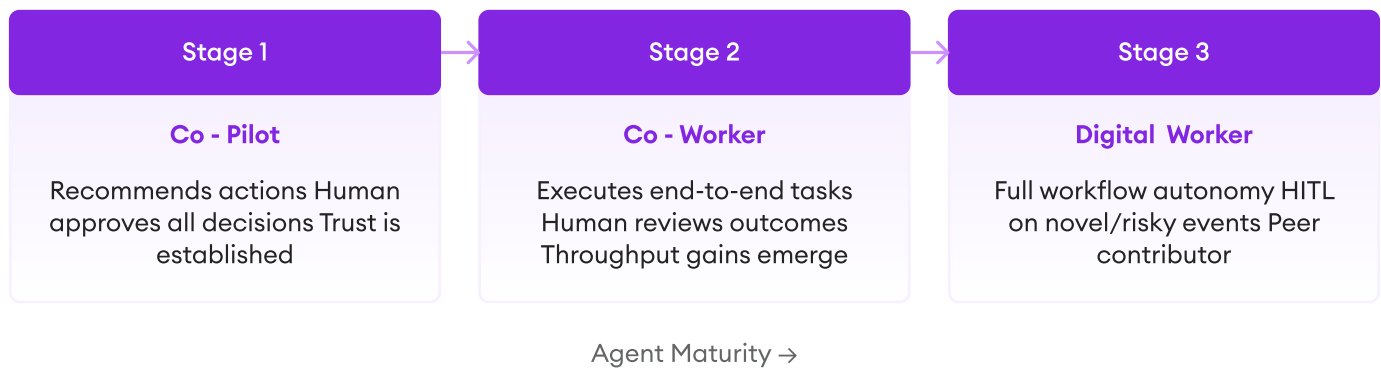 Stage 1
Co - Pilot
Recommends actions Human
approves all decisions Trust is
established
Stage 2
Co - Worker
Executes end-to-end tasks
Human reviews outcomes
Throughput gains emerge
Stage 3
Digital  Worker
Full workflow autonomy HITL
on novel/risky events Peer
contributor
Agent Maturity →